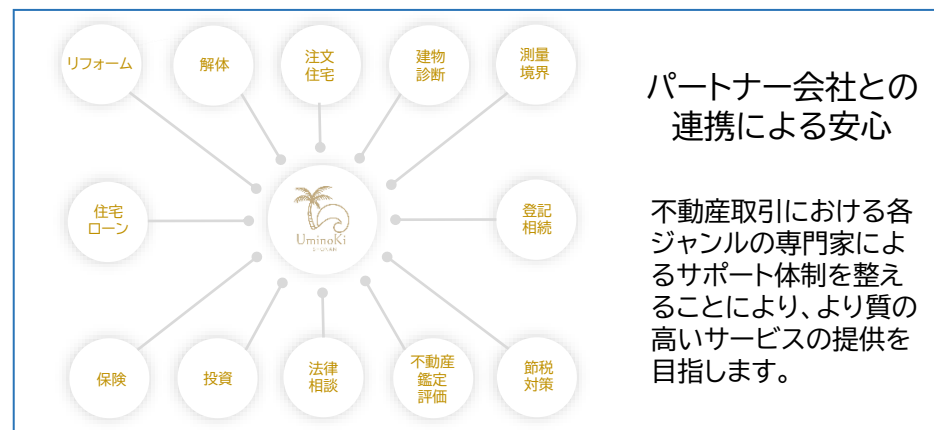 リフォーム
解体
注文
住宅
建物
診断
測量
境界
住宅
ローン
UminoKi
登記
相続
保険
投資
法律
相談
不動産
鑑定
評価
節税
対策
パートナー会社との
連携による安心
不動産取引における各
ジャンルの専門家によ
るサポート体制を整え
ることにより、より質の
高いサービスの提供を
目指します。